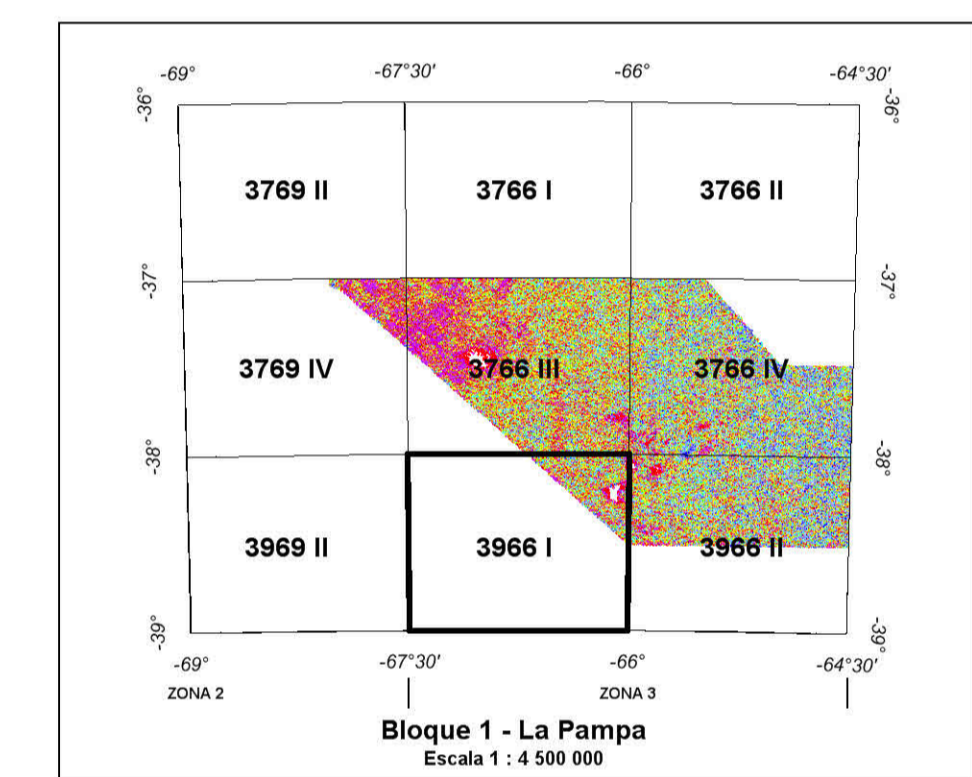 -69° -67°30' -66° -64°30'
-36° -36°
3769 II 3766 I 3766 II
-37° -37°
3769 IV 3766 III 3766 IV
-38° -38°
3969 II 3966 I 3966 II
-39° -39°
-69° -67°30' -66° -64°30'
ZONA 2 ZONA 3
Bloque 1 - La Pampa
Escala 1 : 4 500 000